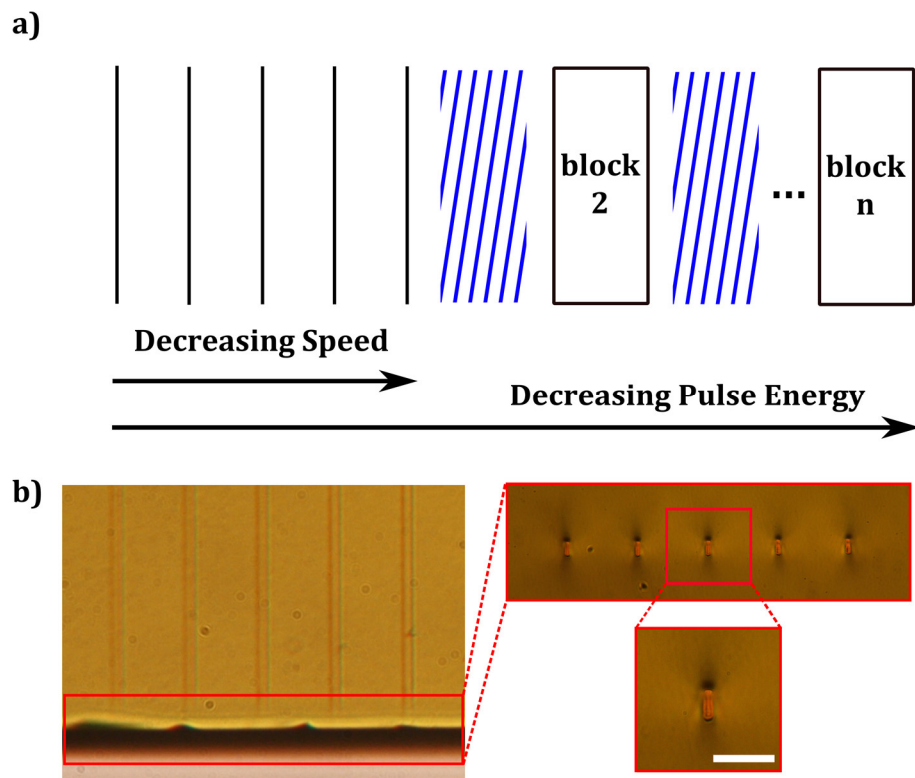 a)
block
2
...
block
n
Decreasing Speed
Decreasing Pulse Energy
b)